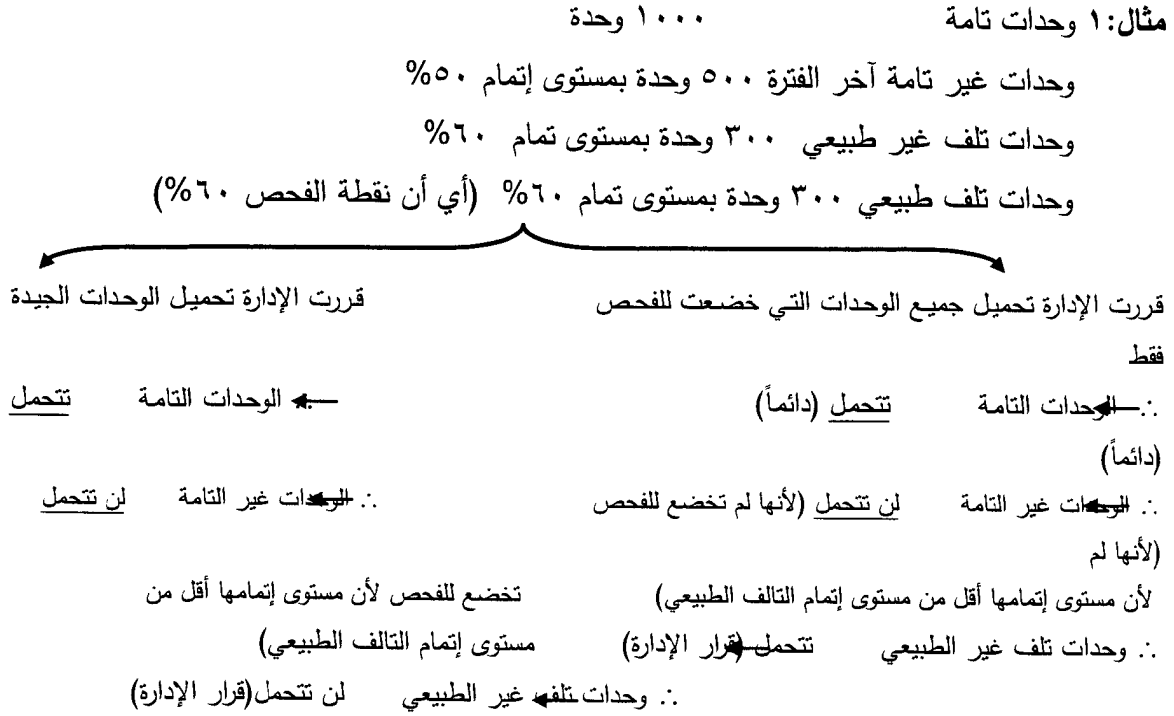 مثال:١ وحدات تامة ١٠٠٠ وحدة
وحدات غير تامة آخر الفترة ٥٠٠ وحدة بمستوى إتمام ٥٠%
وحدات تلف غير طبيعي ٣٠٠ وحدة بمستوى تمام ٦٠%
وحدات تلف طبيعي ٣٠٠ وحدة بمستوى تمام ٦٠% (أي أن نقطة الفحص ٦٠%)
قررت الإدارة تحميل جميع الوحدات التي خضعت للفحص قررت الإدارة تحميل الوحدات الجيدة
فقط
∴ الوحدات التامة تتحمل (دائماً) الوحدات التامة تتحمل
(دائماً)
∴ الوحدات غير التامة لن تتحمل (لأنها لم تخضع للفحص ∴ الوحدات غير التامة لن تتحمل
(لأنها لم
لأن مستوى إتمامها أقل من مستوى إتمام التالف الطبيعي) تخضع للفحص لأن مستوى إتمامها أقل من
∴ وحدات تلف غير الطبيعي تتحمل (قرار الإدارة) مستوى إتمام التالف الطبيعي)
∴ وحدات تلف غير الطبيعي لن تتحمل(قرار الإدارة)